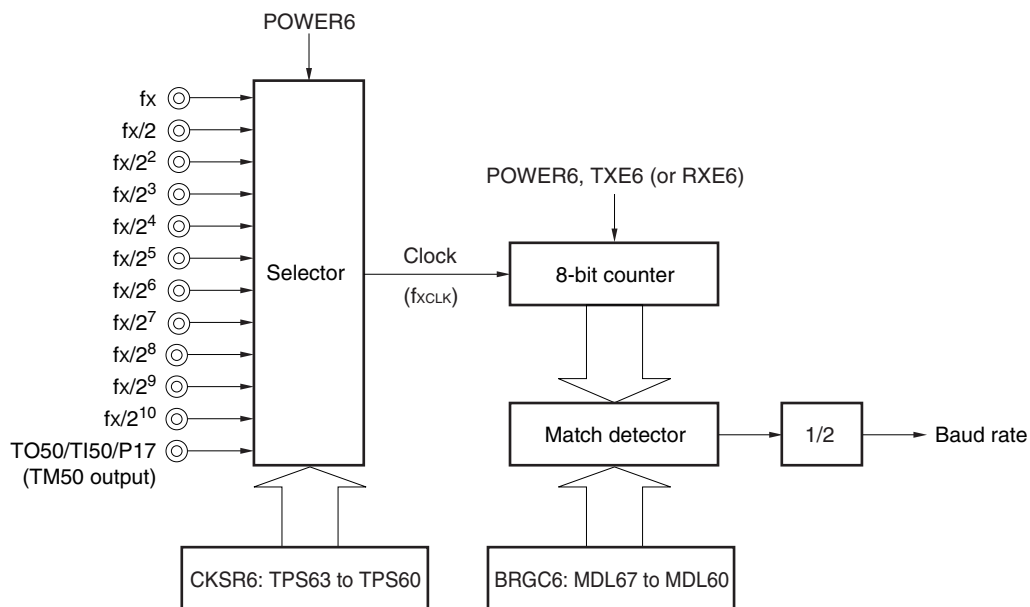 POWER6
fx
fx/2
fx/2²
fx/2³
fx/2⁴
fx/2⁵
fx/2⁶
fx/2⁷
fx/2⁸
fx/2⁹
fx/2¹⁰
TO50/TI50/P17
(TM50 output)
Selector
Clock
(fXCLK)
POWER6, TXE6 (or RXE6)
8-bit counter
Match detector
1/2
Baud rate
CKSR6: TPS63 to TPS60
BRGC6: MDL67 to MDL60